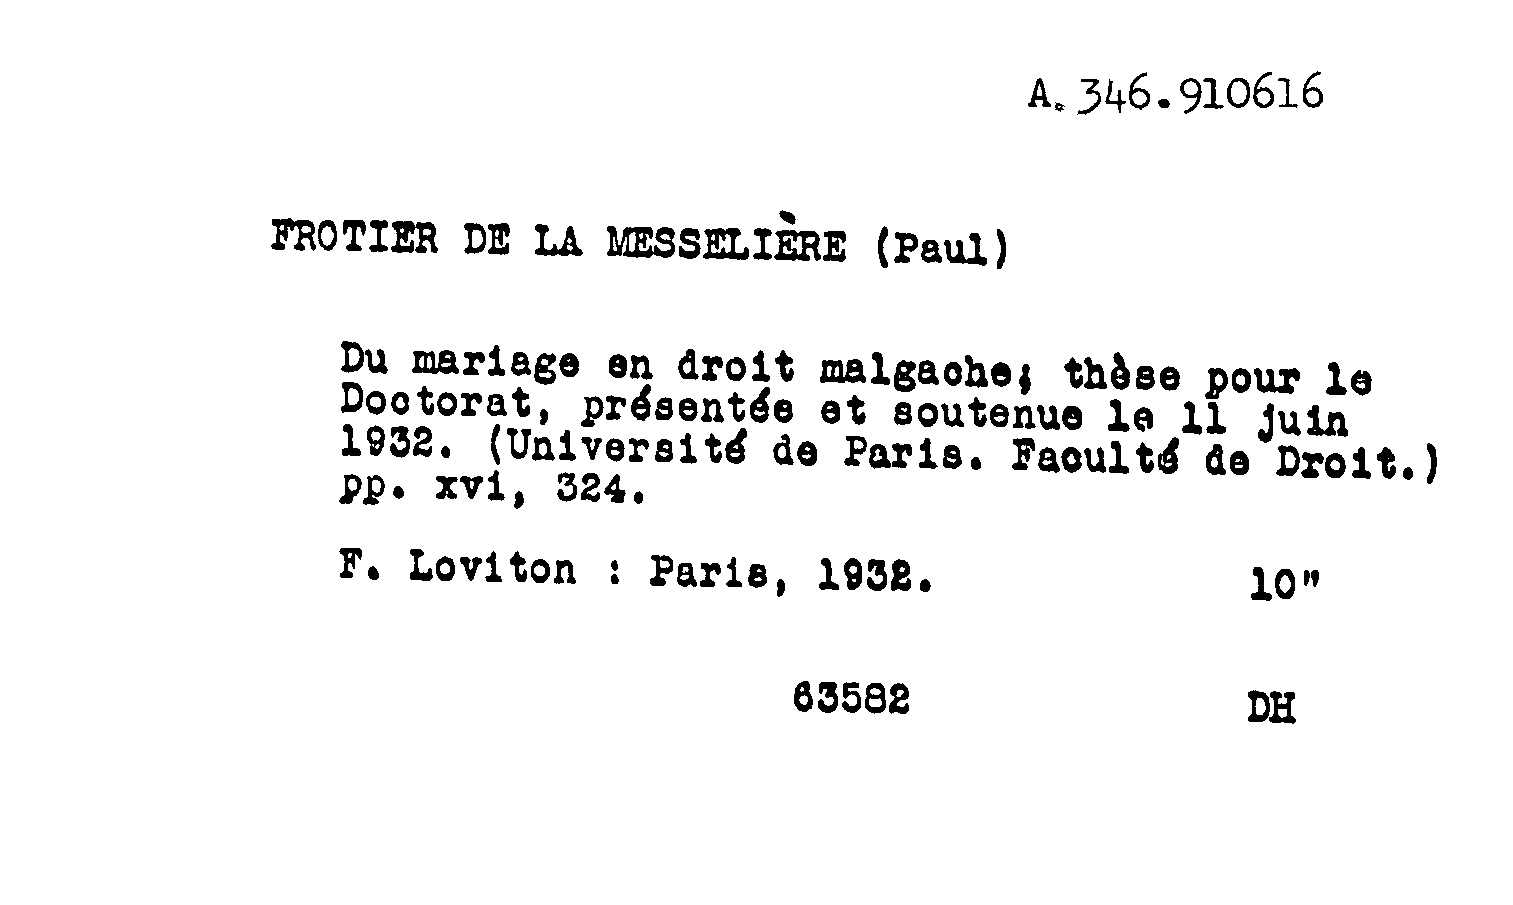 A. 346.910616
FROTIER DE LA MESSELIÈRE (Paul)
Du mariage en droit malgache; thèse pour le
Doctorat, présentée et soutenue le 11 juin
1932. (Université de Paris. Faculté de Droit.)
pp. xvi, 324.
F. Loviton : Paris, 1932. 10"
63582 DH